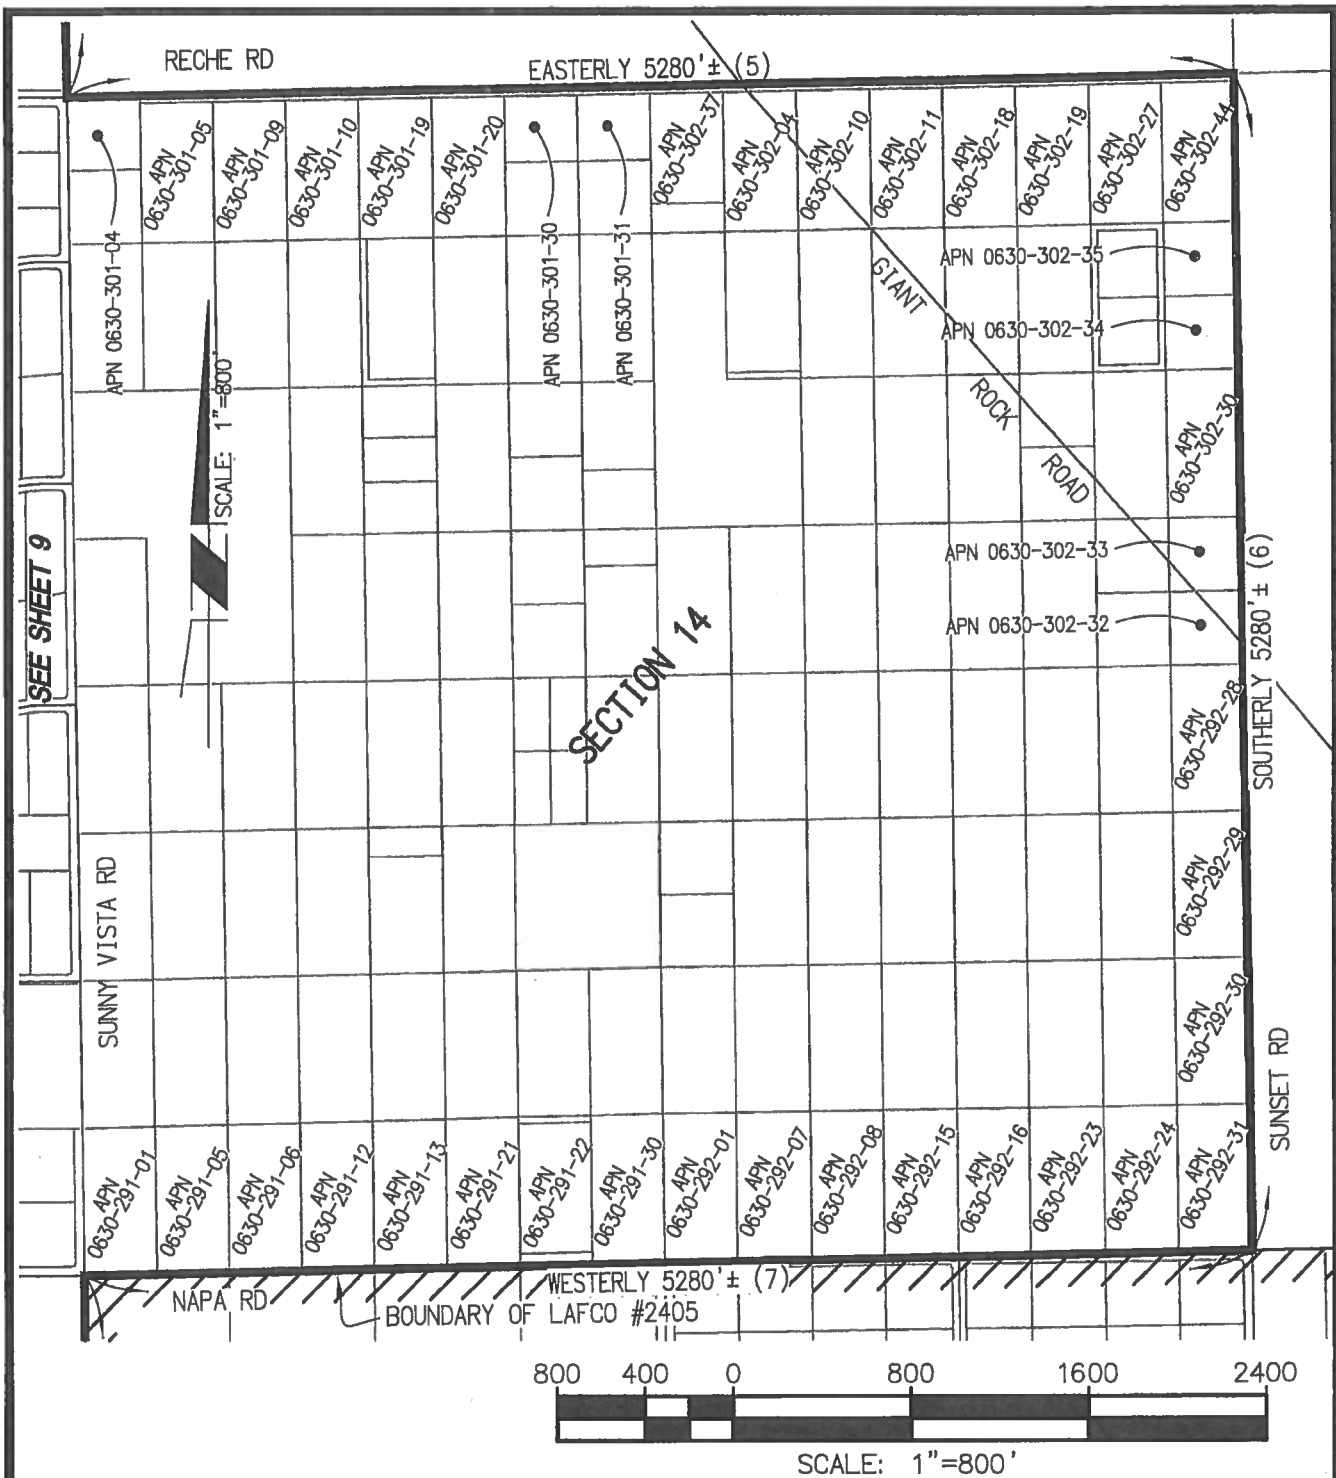 RECHE RD
EASTERLY 5280'± (5)
APN 0630-301-04
APN
0630-301-05
APN
0630-301-09
APN
0630-301-10
APN
0630-301-19
APN
0630-301-20
APN 0630-301-30
APN 0630-301-31
APN
0630-302-37
APN
0630-302-04
APN
0630-302-10
APN
0630-302-11
APN
0630-302-18
APN
0630-302-19
APN
0630-302-27
APN
0630-302-44
APN 0630-302-35
APN 0630-302-34
GIANT
ROCK
ROAD
SCALE: 1"=800'
N
APN
0630-302-30
APN 0630-302-33
APN 0630-302-32
SEE SHEET 9
SECTION 14
SOUTHERLY 5280'± (6)
APN
0630-292-28
APN
0630-292-29
APN
0630-292-30
SUNNY VISTA RD
SUNSET RD
APN
0630-291-01
APN
0630-291-05
APN
0630-291-06
APN
0630-291-12
APN
0630-291-13
APN
0630-291-21
APN
0630-291-22
APN
0630-291-30
APN
0630-292-01
APN
0630-292-07
APN
0630-292-08
APN
0630-292-15
APN
0630-292-16
APN
0630-292-23
APN
0630-292-24
APN
0630-292-31
WESTERLY 5280'± (7)
NAPA RD
BOUNDARY OF LAFCO #2405
800 400 0 800 1600 2400
SCALE: 1"=800'